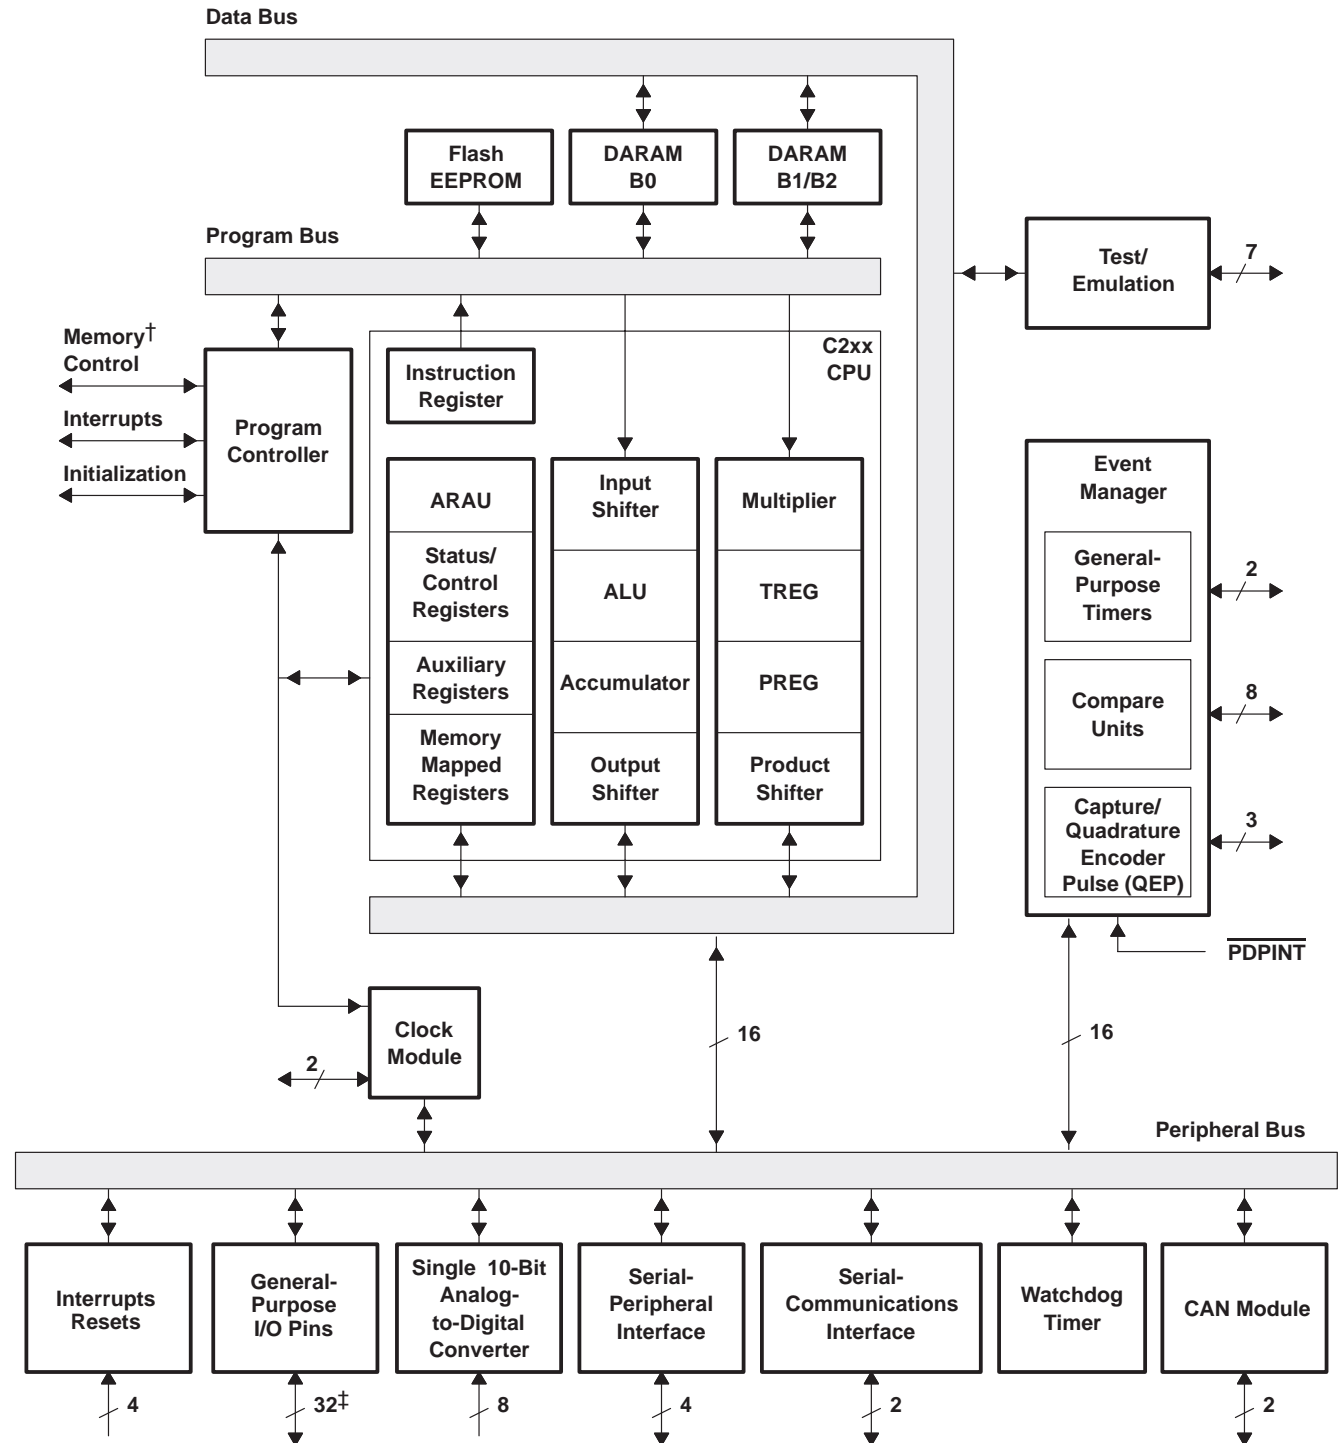 Data Bus
Flash
EEPROM
DARAM
B0
DARAM
B1/B2
Program Bus
Test/
Emulation
7
Memory†
Control
Interrupts
Initialization
Program
Controller
C2xx
CPU
Instruction
Register
ARAU
Status/
Control
Registers
Auxiliary
Registers
Memory
Mapped
Registers
Input
Shifter
ALU
Accumulator
Output
Shifter
Multiplier
TREG
PREG
Product
Shifter
Event
Manager
General-
Purpose
Timers
2
Compare
Units
8
Capture/
Quadrature
Encoder
Pulse (QEP)
3
PDPINT
Clock
Module
2
16
16
Peripheral Bus
Interrupts
Resets
4
General-
Purpose
I/O Pins
32‡
Single 10-Bit
Analog-
to-Digital
Converter
8
Serial-
Peripheral
Interface
4
Serial-
Communications
Interface
2
Watchdog
Timer
CAN Module
2